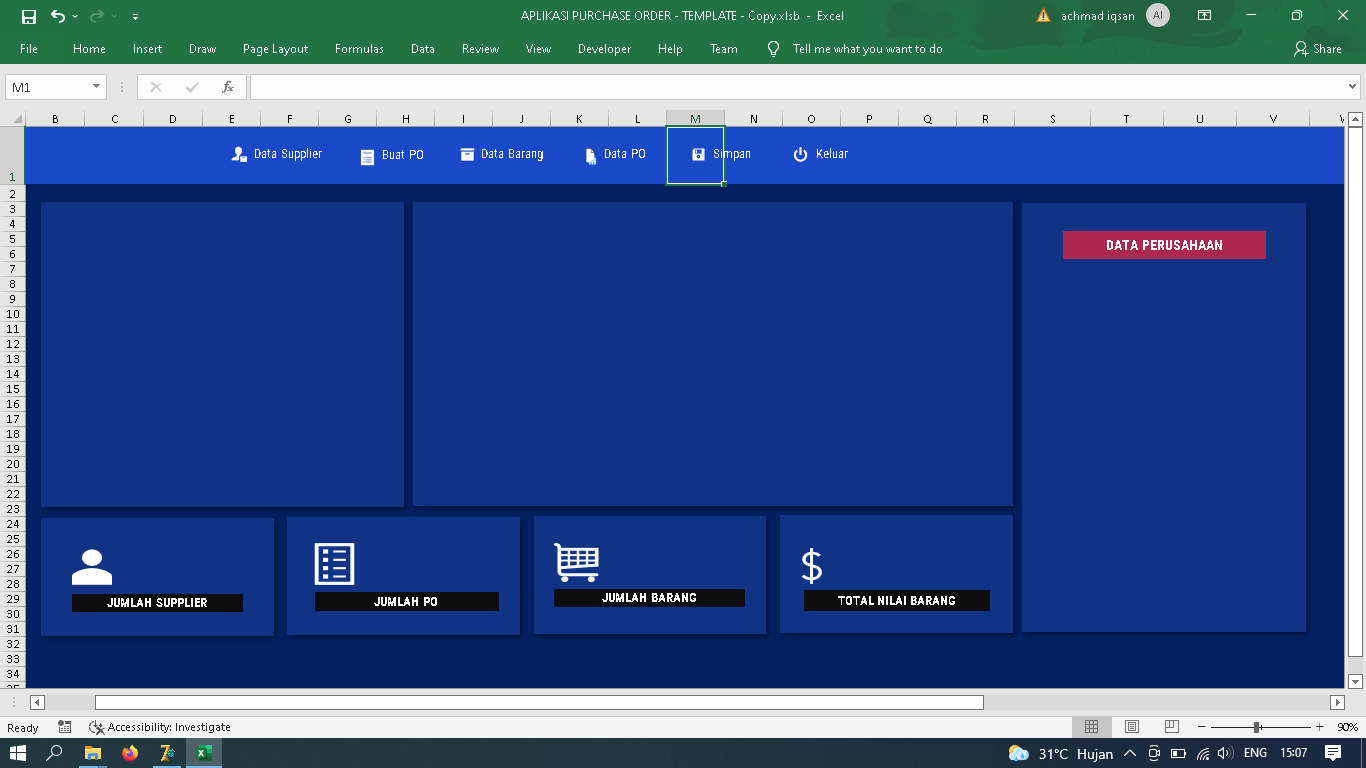 APLIKASI PURCHASE ORDER - TEMPLATE - Copy.xlsb - Excel
achmad iqsan
AI
File Home Insert Draw Page Layout Formulas Data Review View Developer Help Team Tell me what you want to do Share
M1
fx
B C D E F G H I J K L M N O P Q R S T U V
Data Supplier Buat PO Data Barang Data PO Simpan Keluar
1
2
3
4
5
6
7
8
9
10
11
12
13
14
15
16
17
18
19
20
21
22
23
24
25
26
27
28
29
30
31
32
33
34
DATA PERUSAHAAN
$
JUMLAH SUPPLIER
JUMLAH PO
JUMLAH BARANG
TOTAL NILAI BARANG
Ready
Accessibility: Investigate
90%
31°C Hujan
ENG
15:07